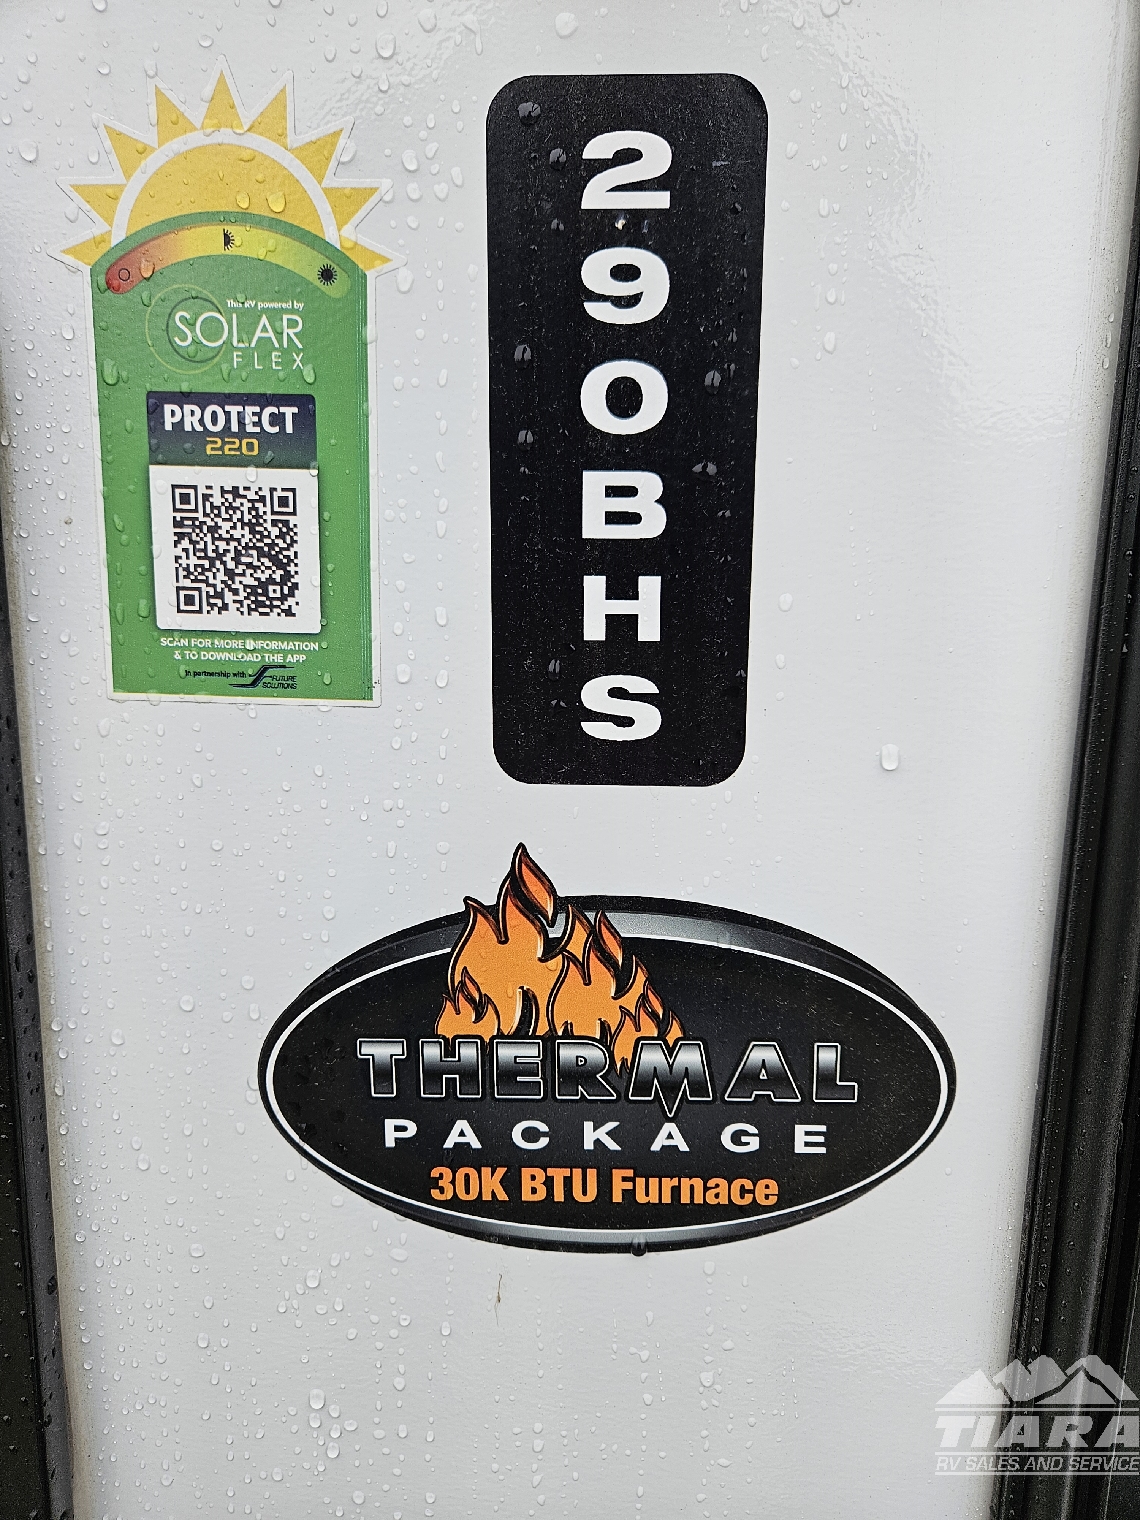 This RV powered by
SOLAR
FLEX
PROTECT
220
SCAN FOR MORE INFORMATION
& TO DOWNLOAD THE APP
In partnership with FUTURE
SOLUTIONS
290BHS
THERMAL
PACKAGE
30K BTU Furnace
TIARA
RV SALES AND SERVICE